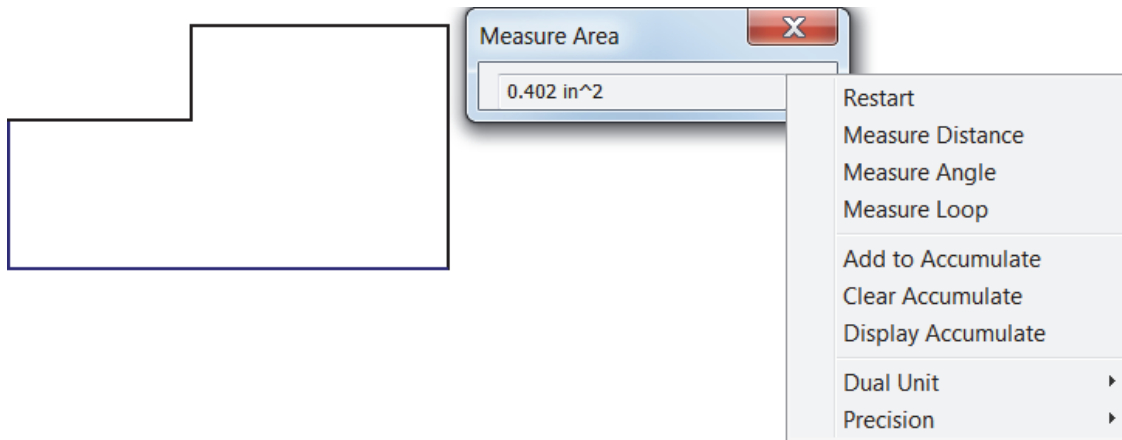 Measure Area
0.402 in^2
Restart
Measure Distance
Measure Angle
Measure Loop
Add to Accumulate
Clear Accumulate
Display Accumulate
Dual Unit
Precision